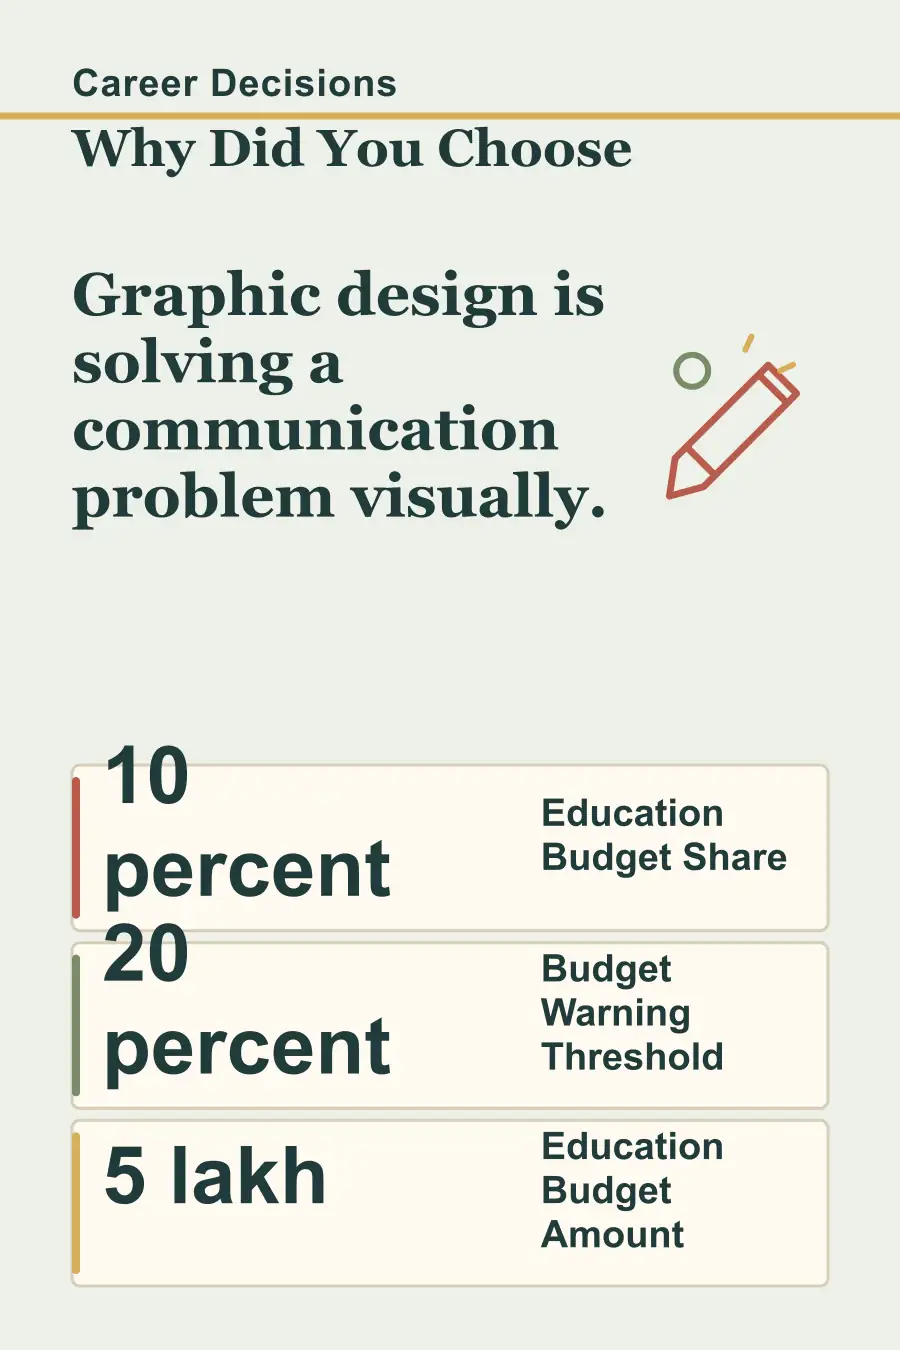 Career Decisions
Why Did You Choose
Graphic design is
solving a
communication
problem visually.
10
percent
Education
Budget Share
20
percent
Budget
Warning
Threshold
5 lakh
Education
Budget
Amount